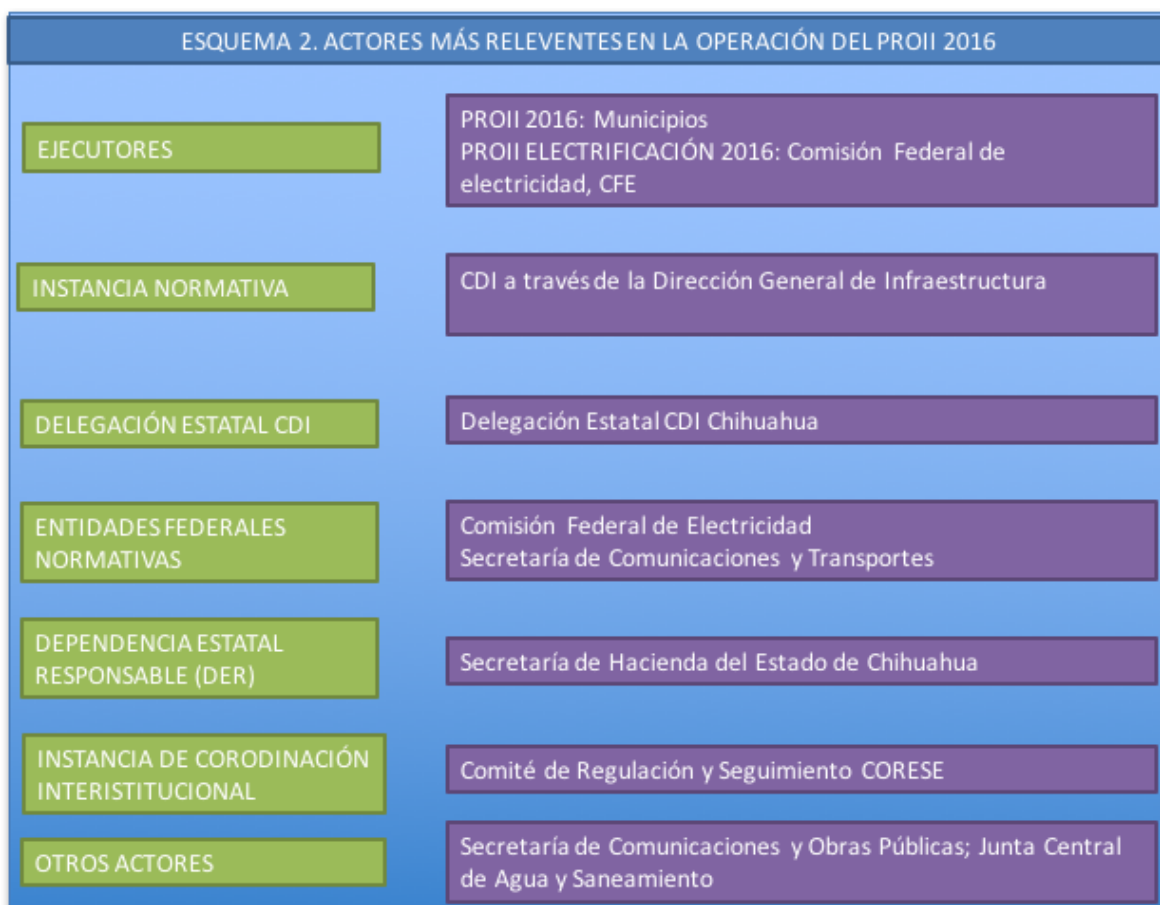 ESQUEMA 2. ACTORES MÁS RELEVENTES EN LA OPERACIÓN DEL PROII 2016
EJECUTORES
PROII 2016: Municipios
PROII ELECTRIFICACIÓN 2016: Comisión Federal de
electricidad, CFE
INSTANCIA NORMATIVA
CDI a través de la Dirección General de Infraestructura
DELEGACIÓN ESTATAL CDI
Delegación Estatal CDI Chihuahua
ENTIDADES FEDERALES
NORMATIVAS
Comisión Federal de Electricidad
Secretaría de Comunicaciones y Transportes
DEPENDENCIA ESTATAL
RESPONSABLE (DER)
Secretaría de Hacienda del Estado de Chihuahua
INSTANCIA DE CORODINACIÓN
INTERISTITUCIONAL
Comité de Regulación y Seguimiento CORESE
OTROS ACTORES
Secretaría de Comunicaciones y Obras Públicas; Junta Central
de Agua y Saneamiento